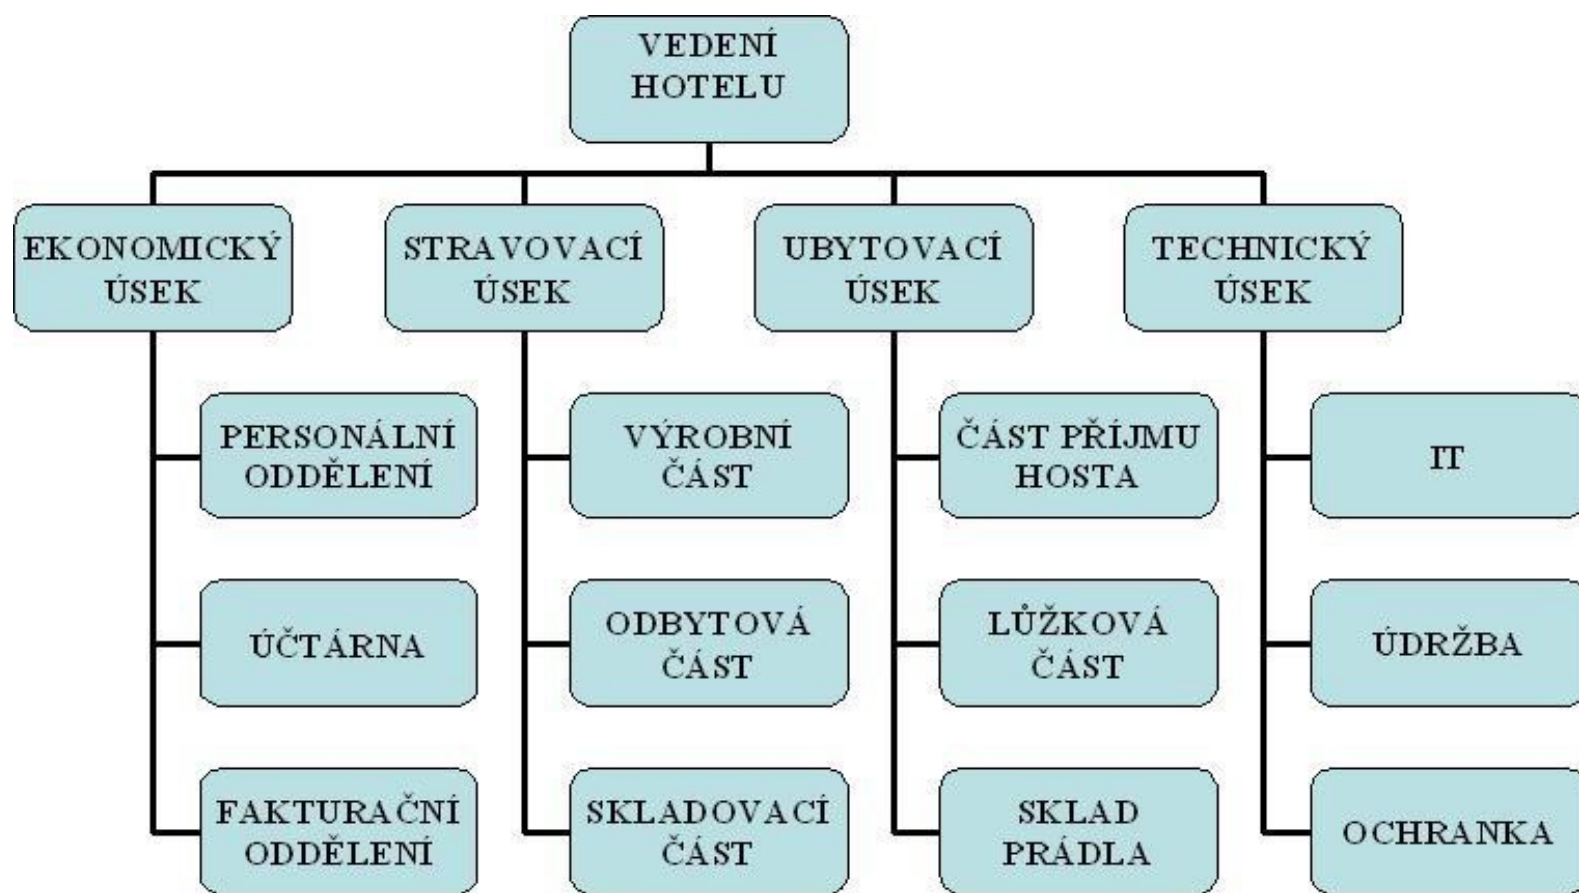 VEDENÍ
HOTELU
EKONOMICKÝ
ÚSEK
STRAVOVACÍ
ÚSEK
UBYTOVACÍ
ÚSEK
TECHNICKÝ
ÚSEK
PERSONÁLNÍ
ODDĚLENÍ
VÝROBNÍ
ČÁST
ČÁST PŘÍJMU
HOSTA
IT
ÚČTÁRNA
ODBYTOVÁ
ČÁST
LŮŽKOVÁ
ČÁST
ÚDRŽBA
FAKTURAČNÍ
ODDĚLENÍ
SKLADOVACÍ
ČÁST
SKLAD
PRÁDLA
OCHRANKA